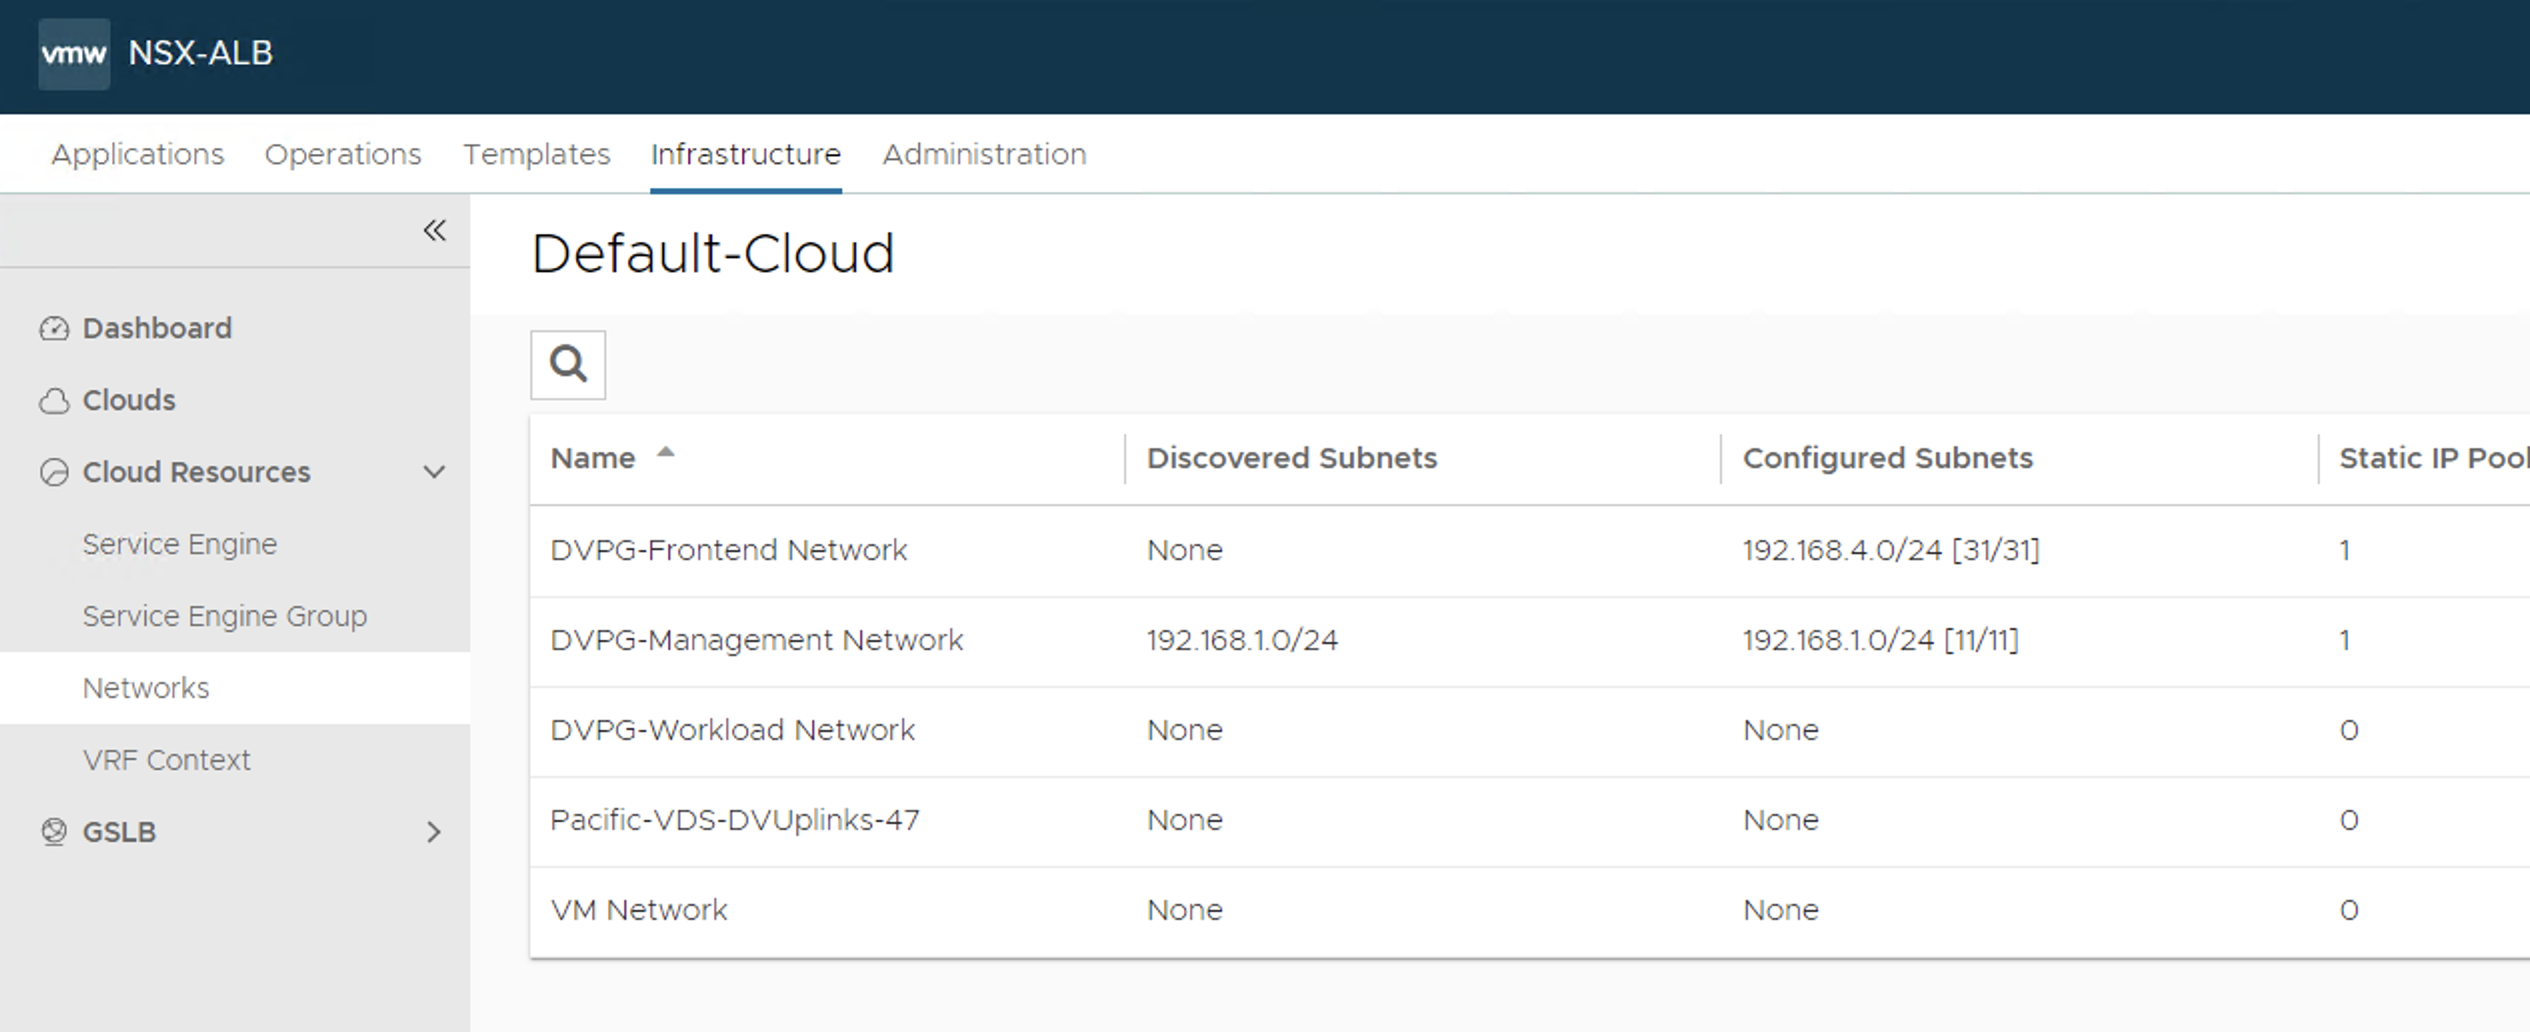 vmw NSX-ALB
Applications Operations Templates Infrastructure Administration
Default-Cloud
Dashboard
Clouds
Cloud Resources
Service Engine
Service Engine Group
Networks
VRF Context
GSLB
Name Discovered Subnets Configured Subnets Static IP Pool
DVPG-Frontend Network None 192.168.4.0/24 [31/31] 1
DVPG-Management Network 192.168.1.0/24 192.168.1.0/24 [11/11] 1
DVPG-Workload Network None None 0
Pacific-VDS-DVUplinks-47 None None 0
VM Network None None 0